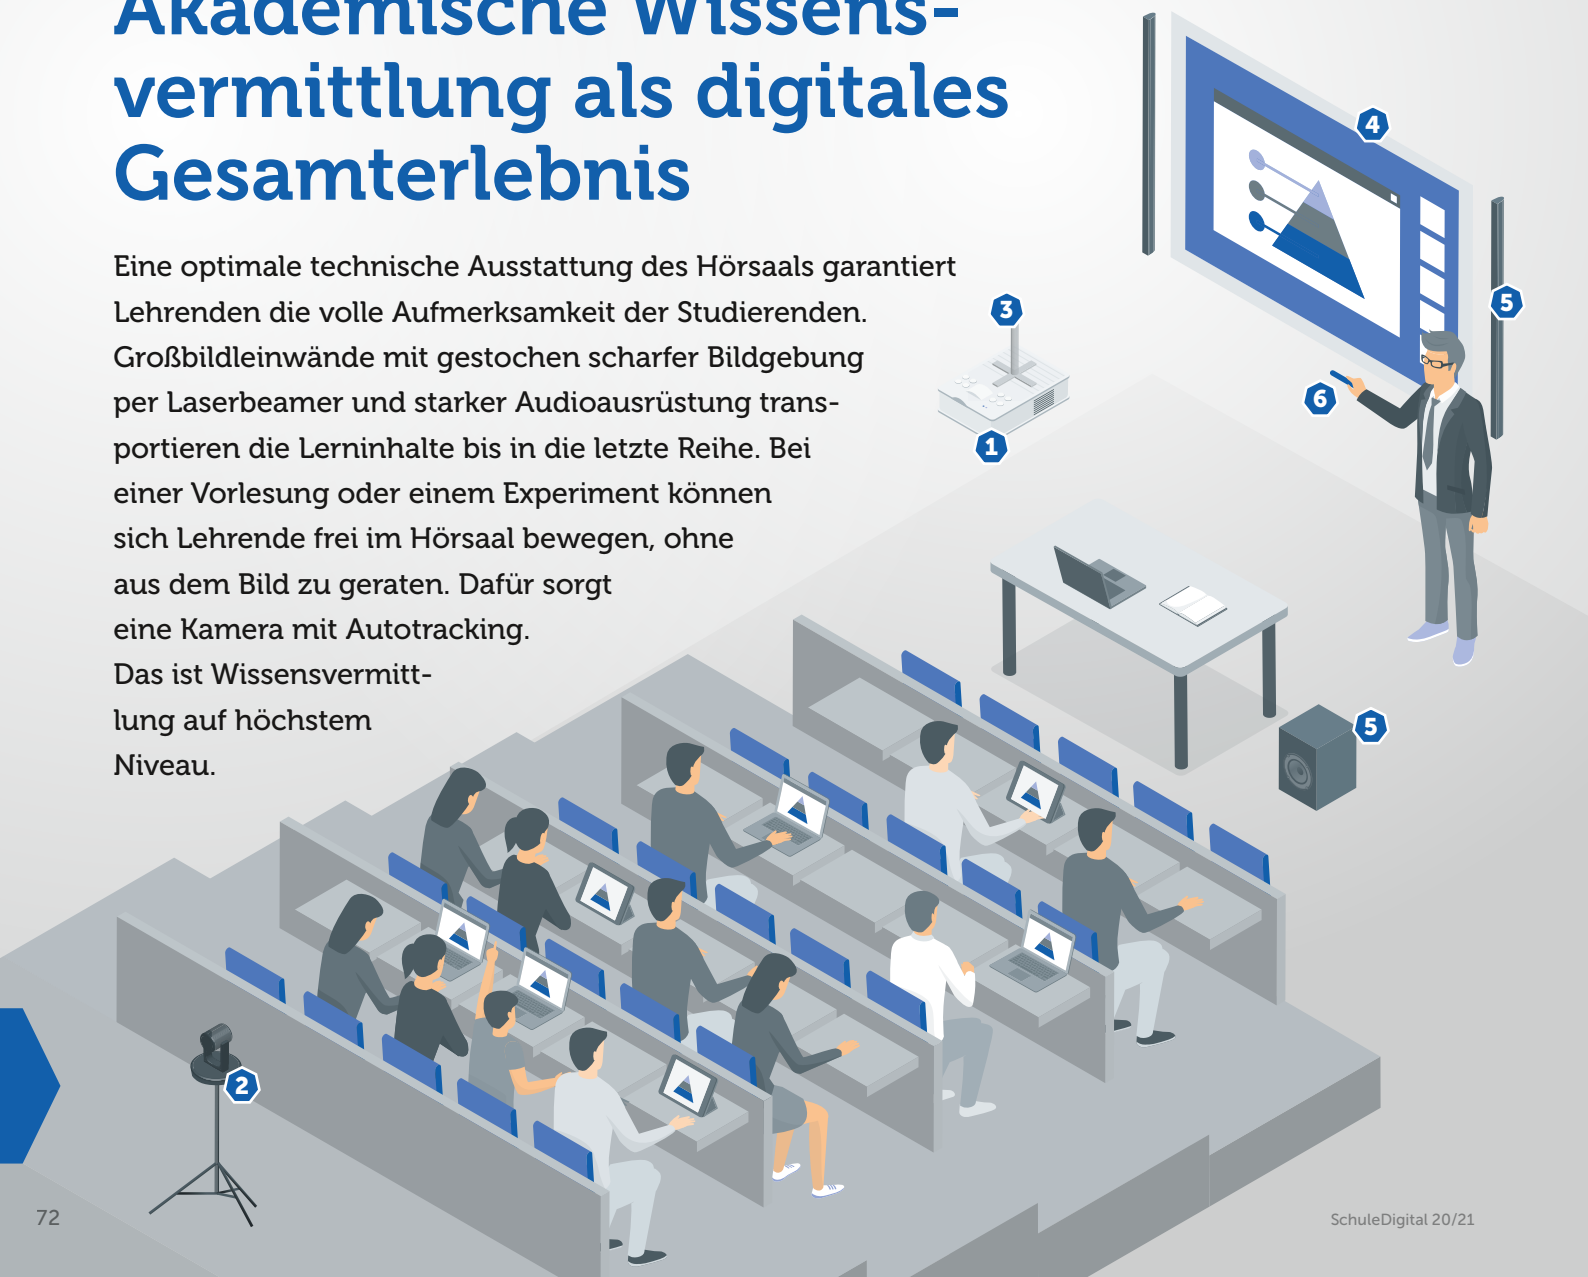 Akademische Wissens-
vermittlung als digitales
Gesamterlebnis
Eine optimale technische Ausstattung des Hörsaals garantiert
Lehrenden die volle Aufmerksamkeit der Studierenden.
Großbildleinwände mit gestochen scharfer Bildgebung
per Laserbeamer und starker Audioausrüstung trans-
portieren die Lerninhalte bis in die letzte Reihe. Bei
einer Vorlesung oder einem Experiment können
sich Lehrende frei im Hörsaal bewegen, ohne
aus dem Bild zu geraten. Dafür sorgt
eine Kamera mit Autotracking.
Das ist Wissensvermitt-
lung auf höchstem
Niveau.
4
5
3
6
1
5
2
72
SchuleDigital 20/21